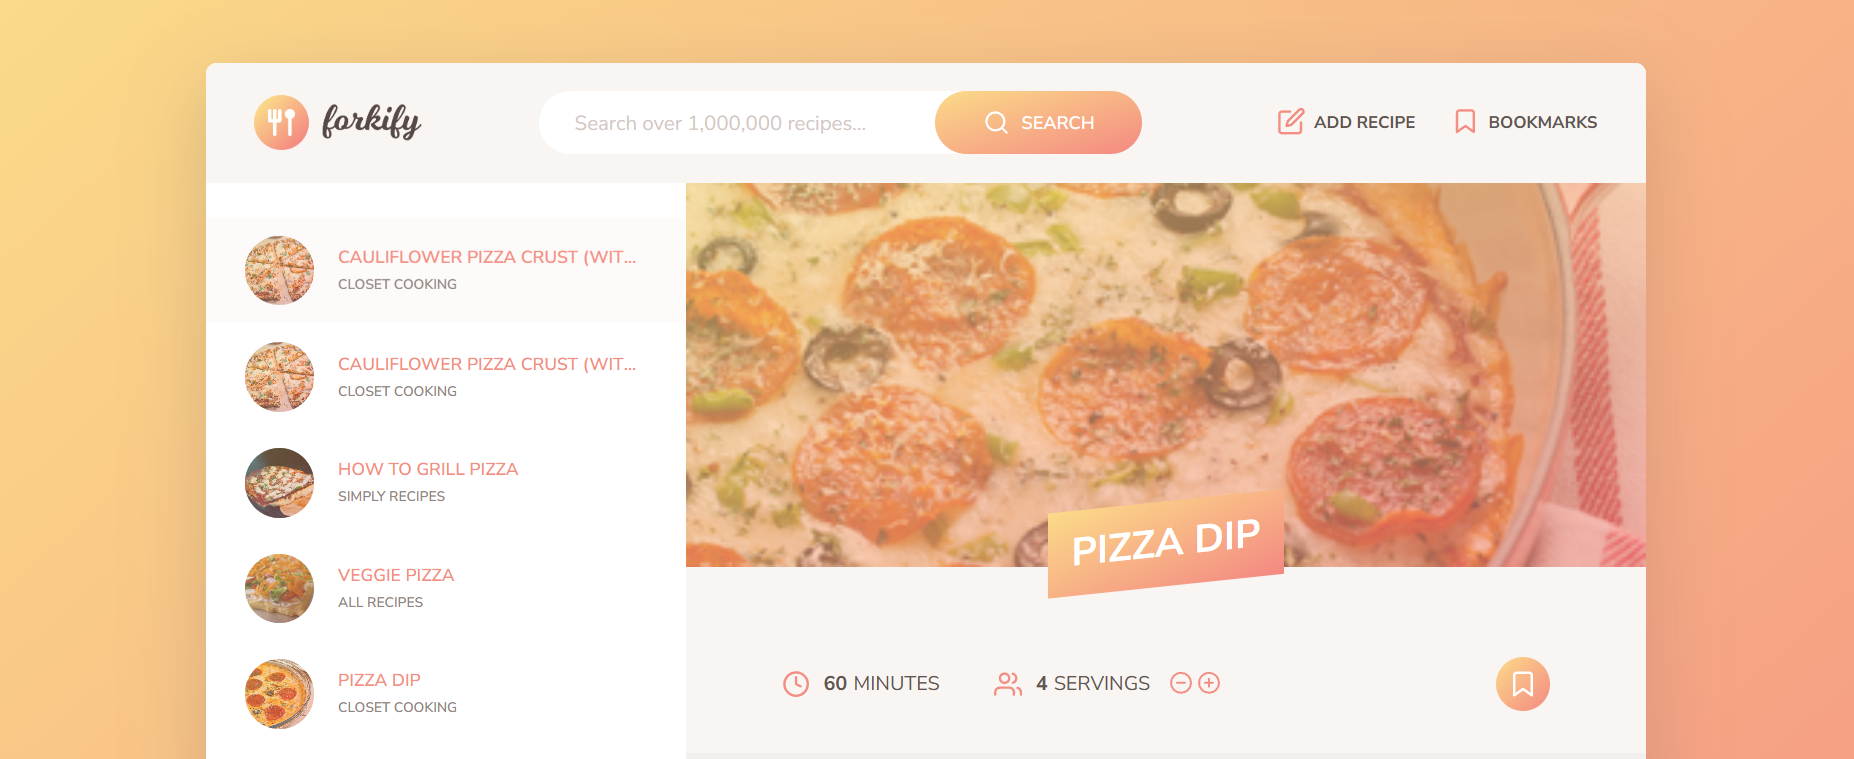 forkify
Search over 1,000,000 recipes...
SEARCH
ADD RECIPE
BOOKMARKS
CAULIFLOWER PIZZA CRUST (WIT...
CLOSET COOKING
CAULIFLOWER PIZZA CRUST (WIT...
CLOSET COOKING
HOW TO GRILL PIZZA
SIMPLY RECIPES
VEGGIE PIZZA
ALL RECIPES
PIZZA DIP
CLOSET COOKING
PIZZA DIP
60 MINUTES
4 SERVINGS